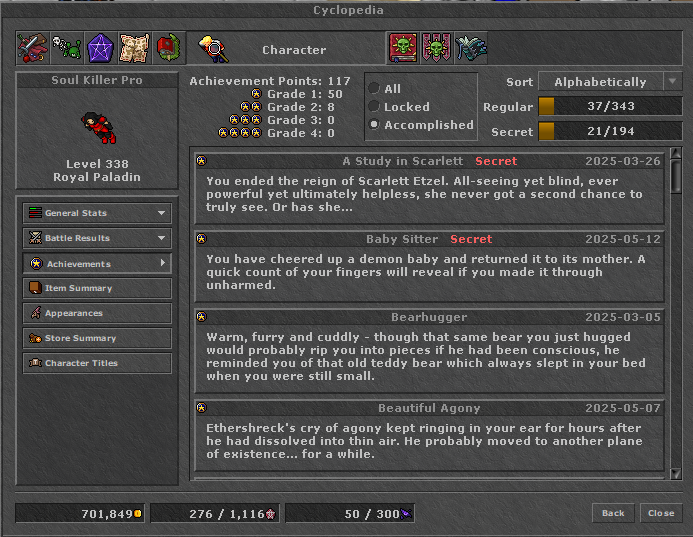 Cyclopedia
Character
Soul Killer Pro
Level 338
Royal Paladin
General Stats
Battle Results
Achievements
Item Summary
Appearances
Store Summary
Character Titles
Achievement Points: 117
Grade 1: 50
Grade 2: 8
Grade 3: 0
Grade 4: 0
All
Locked
Accomplished
Sort Alphabetically
Regular 37/343
Secret 21/194
A Study in Scarlett Secret 2025-03-26
You ended the reign of Scarlett Etzel. All-seeing yet blind, ever
powerful yet ultimately helpless, she never got a second chance to
truly see. Or has she...
Baby Sitter Secret 2025-05-12
You have cheered up a demon baby and returned it to its mother. A
quick count of your fingers will reveal if you made it through
unharmed.
Bearhugger 2025-03-05
Warm, furry and cuddly - though that same bear you just hugged
would probably rip you into pieces if he had been conscious, he
reminded you of that old teddy bear which always slept in your bed
when you were still small.
Beautiful Agony 2025-05-07
Ethershreck's cry of agony kept ringing in your ear for hours after
he had dissolved into thin air. He probably moved to another plane
of existence... for a while.
701,849
276 / 1,116
50 / 300
Back
Close